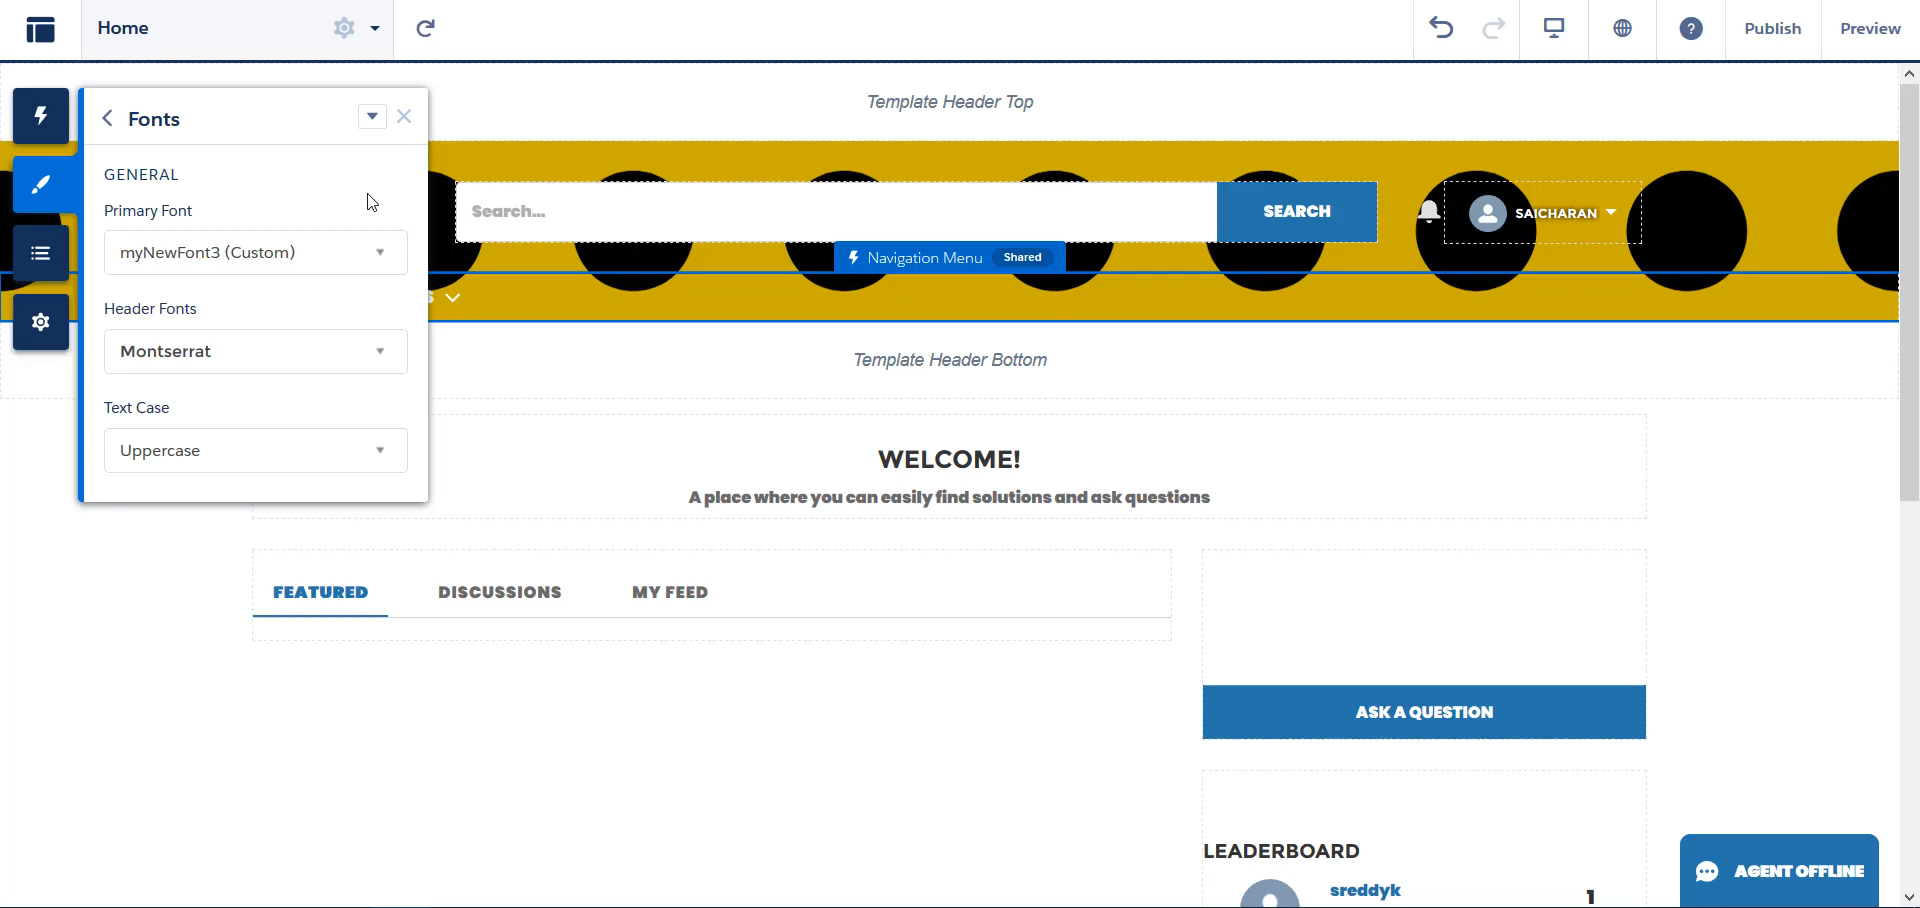 Home
?
Publish
Preview
Template Header Top
Fonts
GENERAL
Primary Font
myNewFont3 (Custom)
Header Fonts
Montserrat
Text Case
Uppercase
Search...
SEARCH
SAICHARAN
Navigation Menu
Shared
S
Template Header Bottom
WELCOME!
A place where you can easily find solutions and ask questions
FEATURED
DISCUSSIONS
MY FEED
ASK A QUESTION
LEADERBOARD
sreddyk
1
AGENT OFFLINE